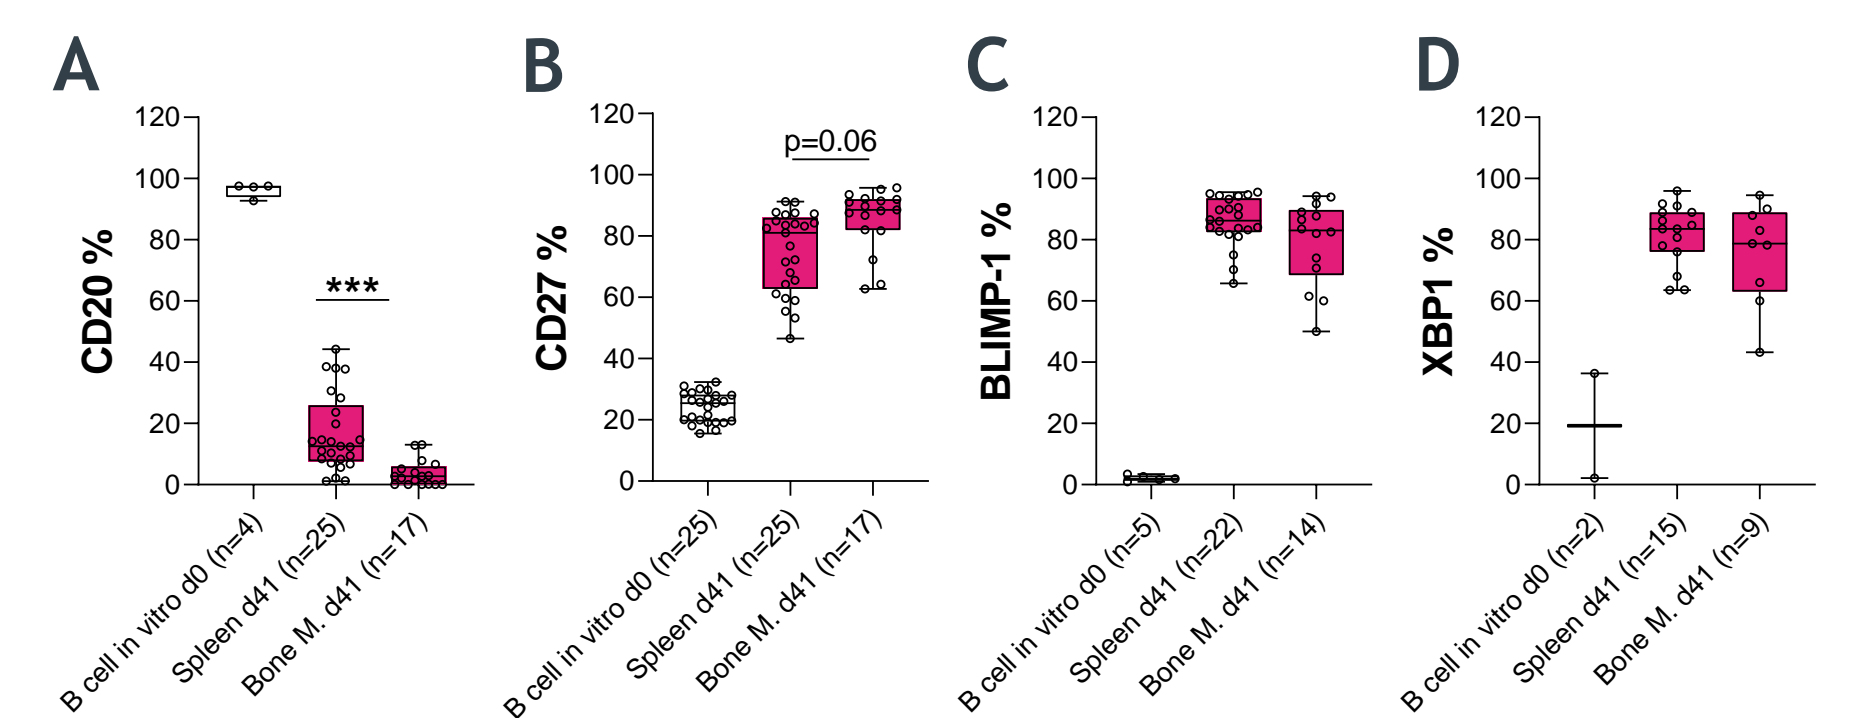 A
B
C
D
CD20 %
120
100
80
60
40
20
0
***
B cell in vitro d0 (n=4)
Spleen d41 (n=25)
Bone M. d41 (n=17)
CD27 %
120
100
80
60
40
20
0
p=0.06
B cell in vitro d0 (n=25)
Spleen d41 (n=25)
Bone M. d41 (n=17)
BLIMP-1 %
120
100
80
60
40
20
0
B cell in vitro d0 (n=5)
Spleen d41 (n=22)
Bone M. d41 (n=14)
XBP1 %
120
100
80
60
40
20
0
B cell in vitro d0 (n=2)
Spleen d41 (n=15)
Bone M. d41 (n=9)